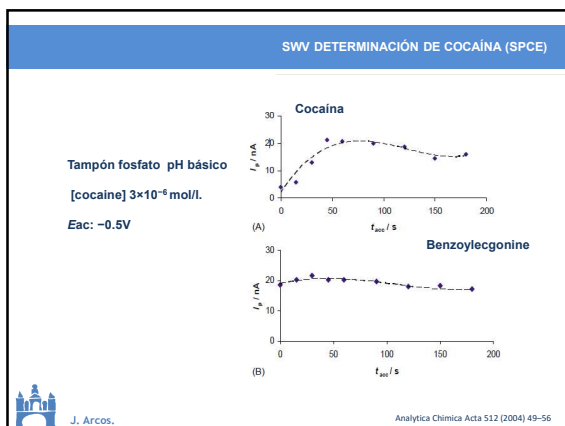 SWV DETERMINACIÓN DE COCAÍNA (SPCE)
Tampón fosfato pH básico
[cocaine] 3×10⁻⁶ mol/l.
Eac: −0.5V
Cocaína
30
20
10
0
Iₚ / nA
0 50 100 150 200
(A)
tₐcc / s
Benzoylecgonine
30
20
10
0
Iₚ / nA
0 50 100 150 200
(B)
tₐcc / s
J. Arcos.
Analytica Chimica Acta 512 (2004) 49–56